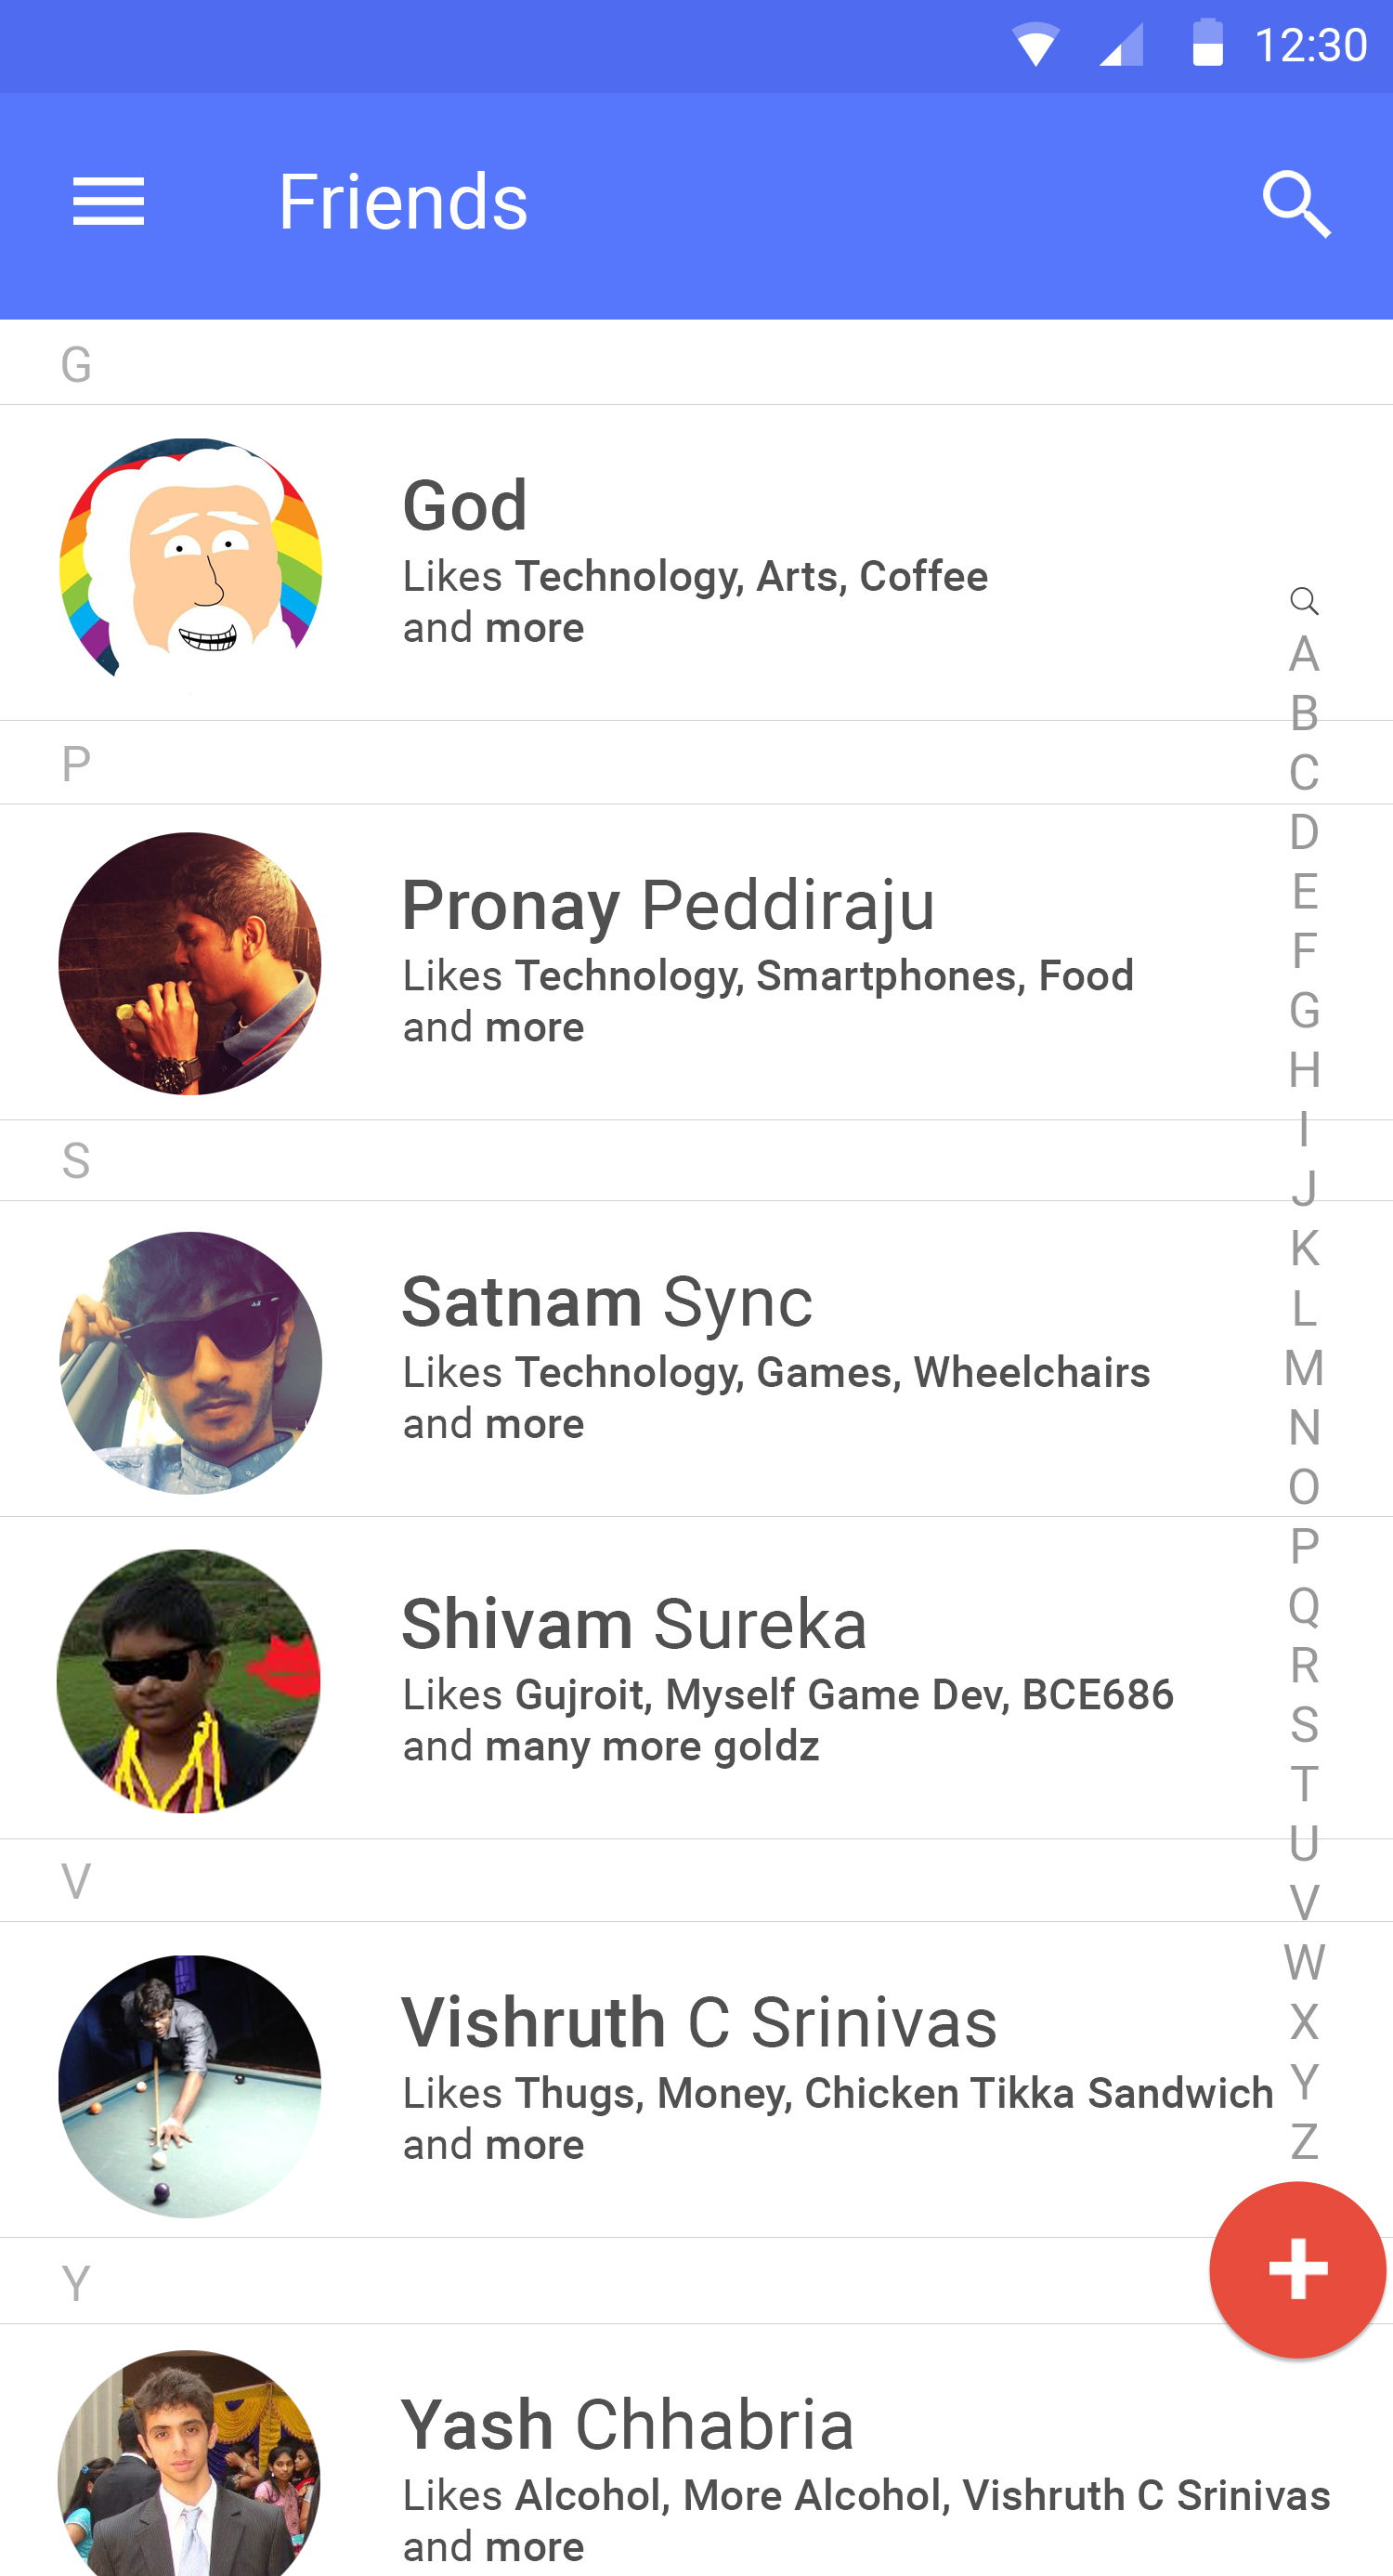 12:30
Friends
G
God
Likes Technology, Arts, Coffee
and more
P
Pronay Peddiraju
Likes Technology, Smartphones, Food
and more
S
Satnam Sync
Likes Technology, Games, Wheelchairs
and more
Shivam Sureka
Likes Gujroit, Myself Game Dev, BCE686
and many more goldz
V
Vishruth C Srinivas
Likes Thugs, Money, Chicken Tikka Sandwich
and more
Y
Yash Chhabria
Likes Alcohol, More Alcohol, Vishruth C Srinivas
and more
A
B
C
D
E
F
G
H
I
J
K
L
M
N
O
P
Q
R
S
T
U
V
W
X
Y
Z